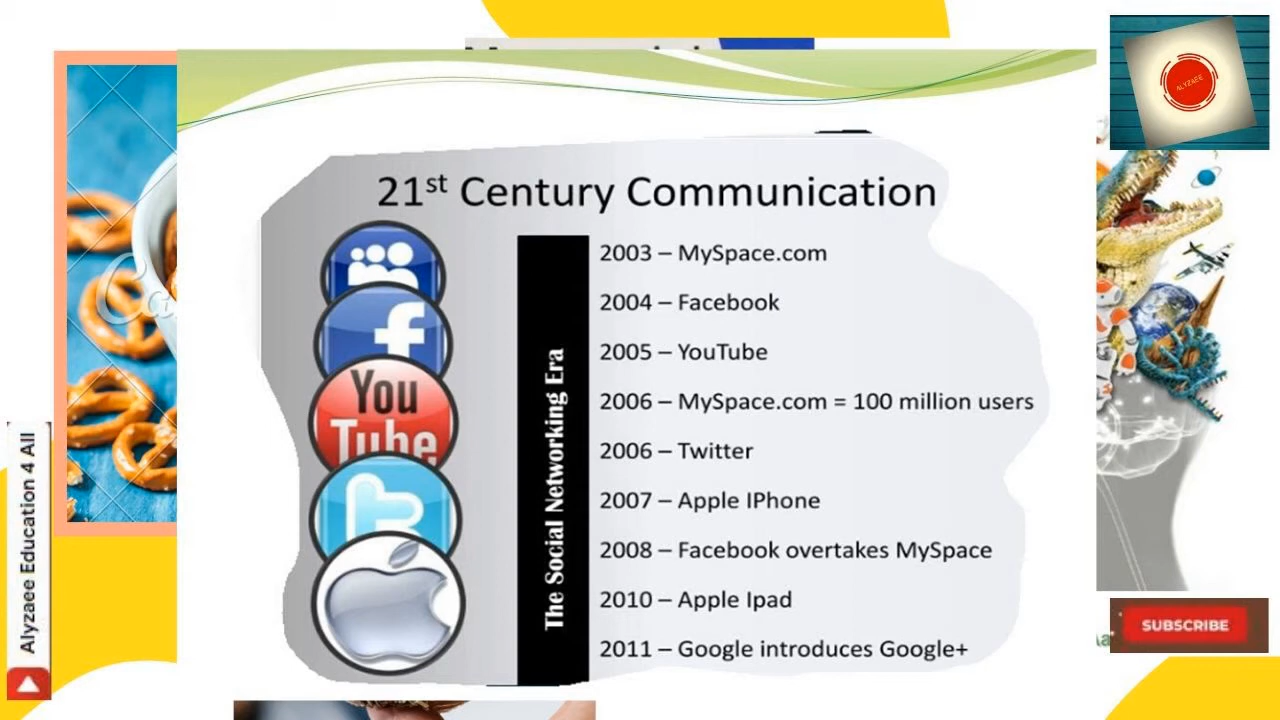 21st Century Communication
2003 – MySpace.com
2004 – Facebook
2005 – YouTube
2006 – MySpace.com = 100 million users
2006 – Twitter
2007 – Apple IPhone
2008 – Facebook overtakes MySpace
2010 – Apple Ipad
2011 – Google introduces Google+
The Social Networking Era
You
Tube
Alyzaee Education 4 All
ALYZAEE
SUBSCRIBE